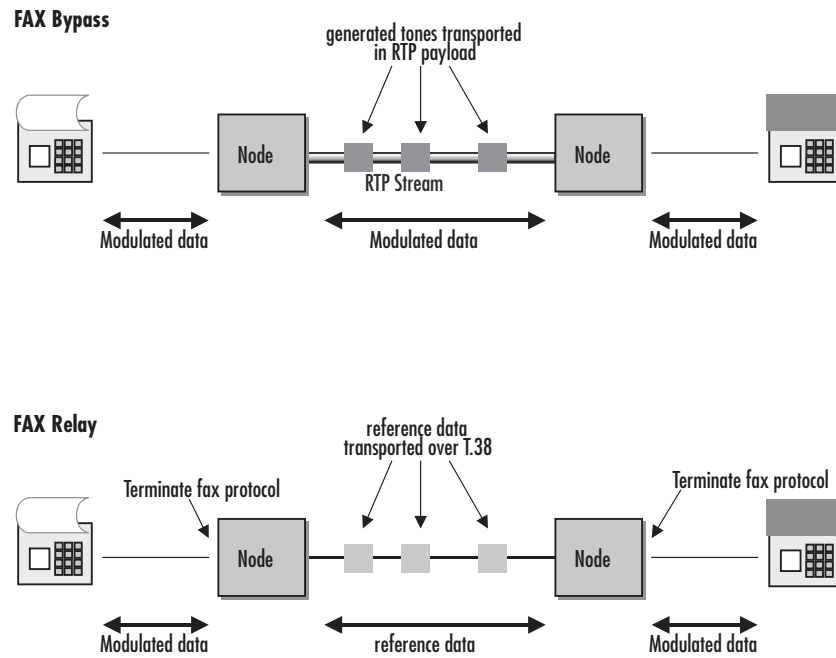 FAX Bypass
generated tones transported
in RTP payload
Node
Node
RTP Stream
Modulated data
Modulated data
Modulated data
FAX Relay
reference data
transported over T.38
Terminate fax protocol
Terminate fax protocol
Node
Node
Modulated data
reference data
Modulated data